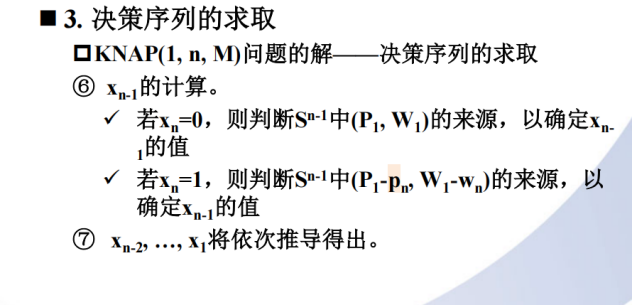 ■ 3. 决策序列的求取
□KNAP(1, n, M)问题的解——决策序列的求取
⑥ xn-1的计算。
✓ 若xn=0，则判断Sn-1中(P1, W1)的来源，以确定xn-
1的值
✓ 若xn=1，则判断Sn-1中(P1-pn, W1-wn)的来源，以
确定xn-1的值
⑦ xn-2, …, x1将依次推导得出。